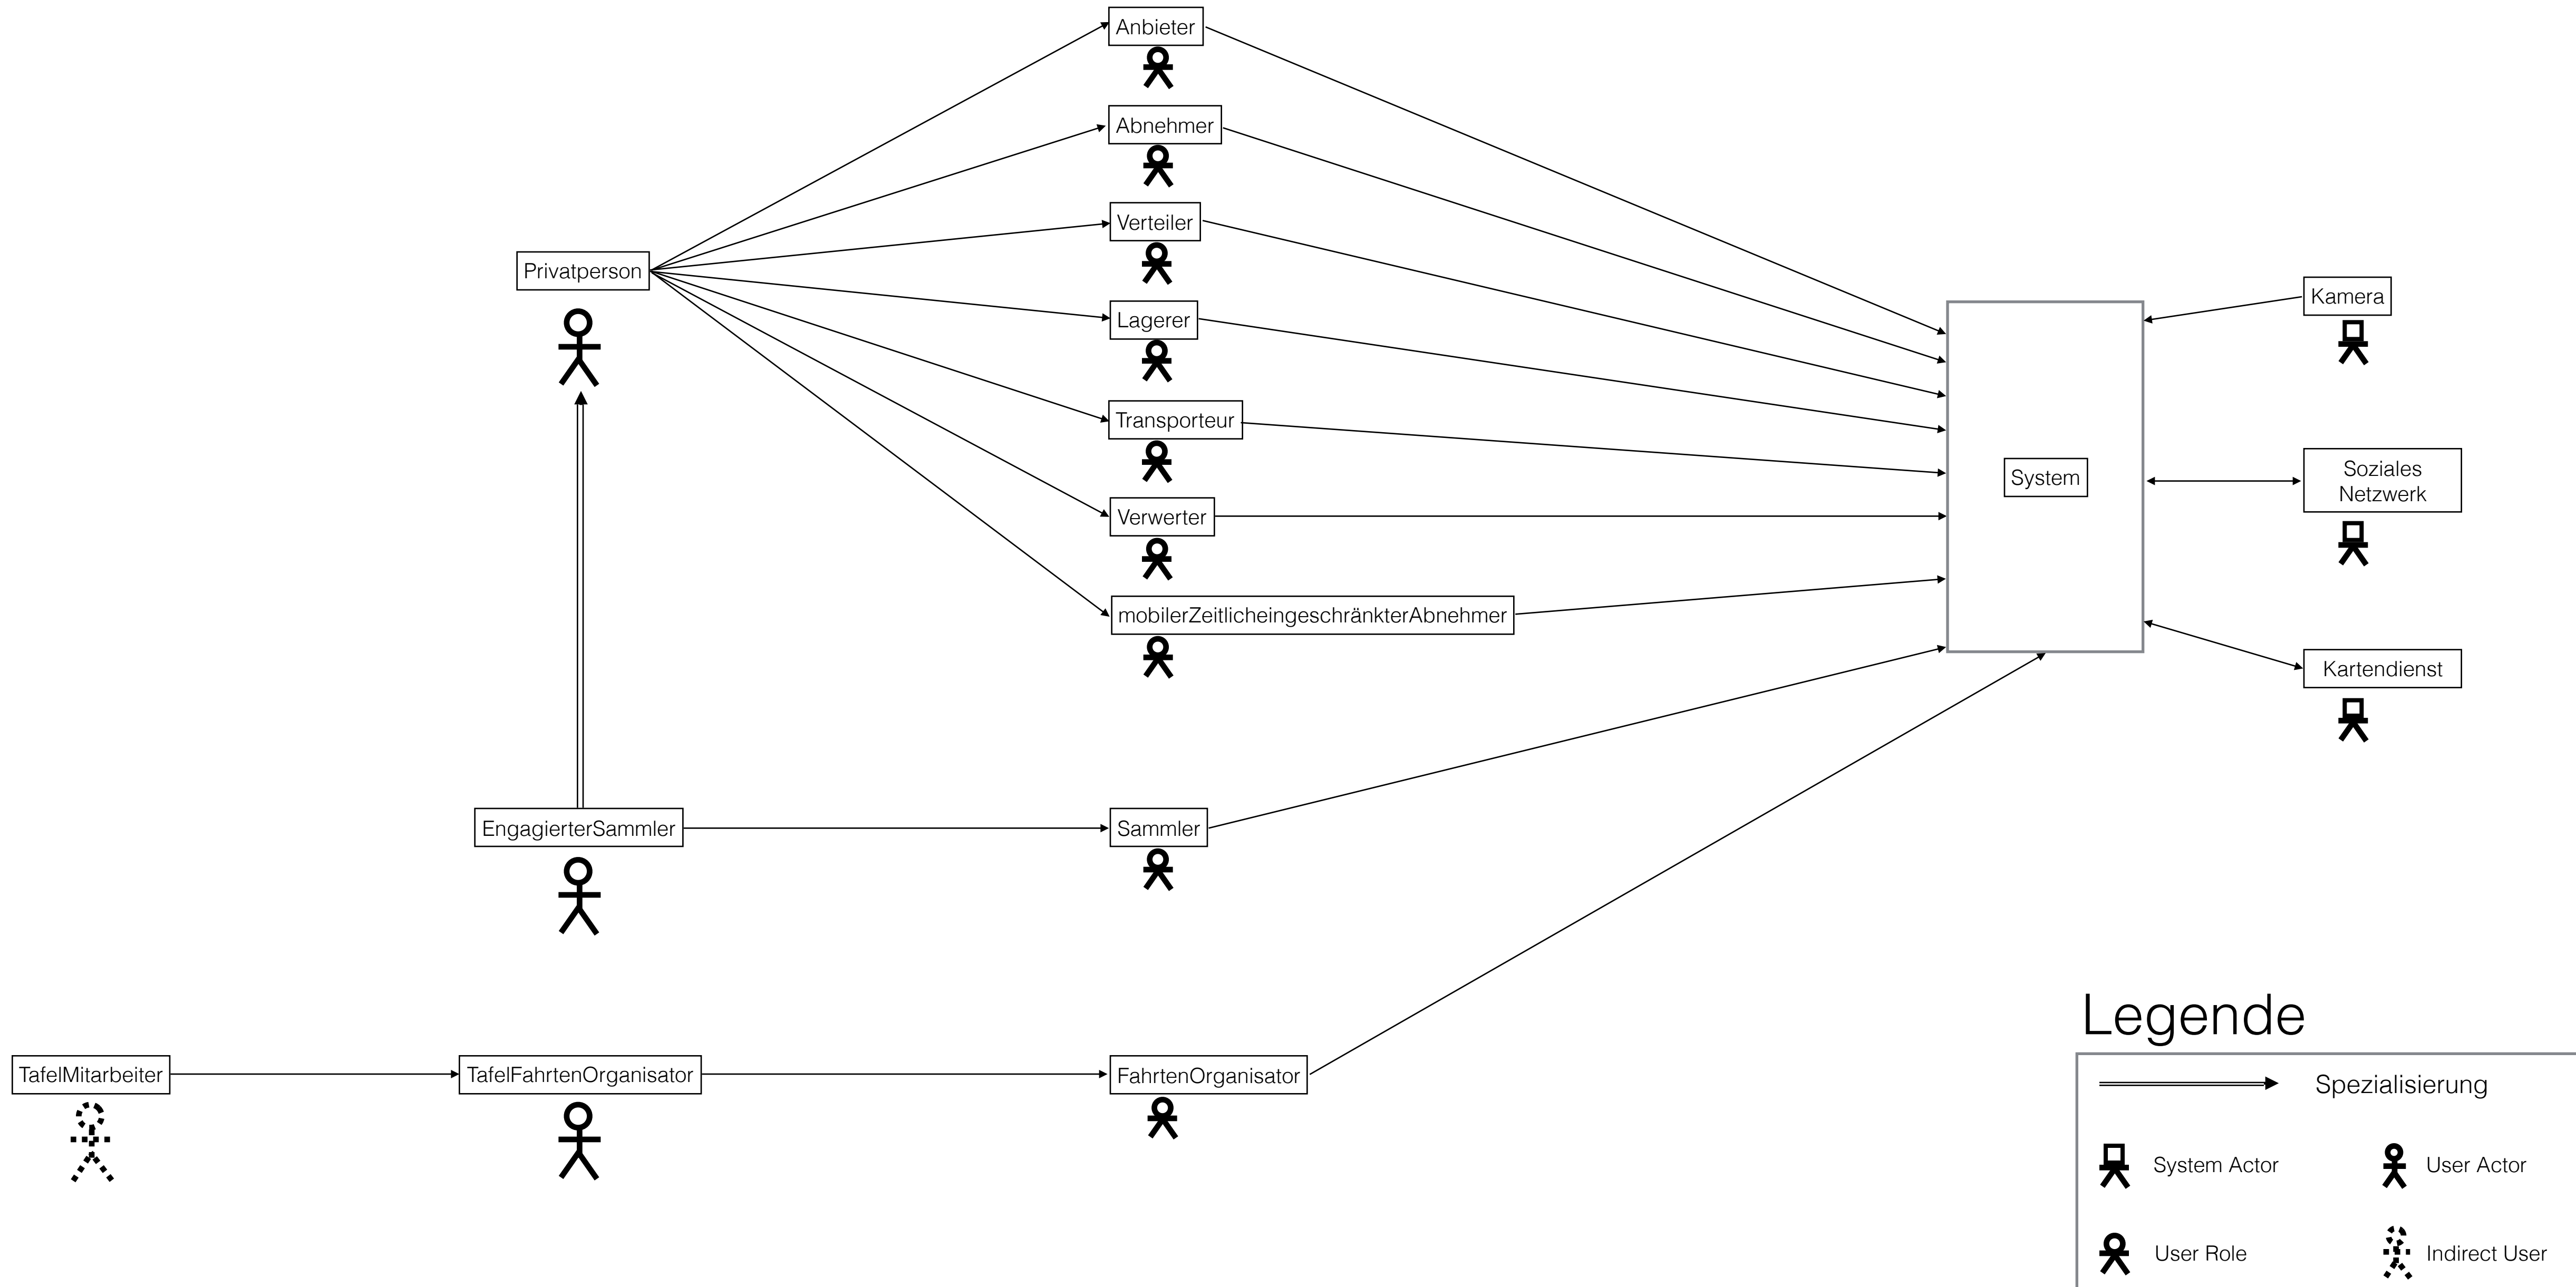 Anbieter
Abnehmer
Verteiler
Privatperson
Kamera
Lagerer
Transporteur
Soziales
Netzwerk
System
Verwerter
mobilerZeitlicheingeschränkterAbnehmer
Kartendienst
EngagierterSammler
Sammler
Legende
TafelMitarbeiter
TafelFahrtenOrganisator
FahrtenOrganisator
Spezialisierung
System Actor
User Actor
User Role
Indirect User